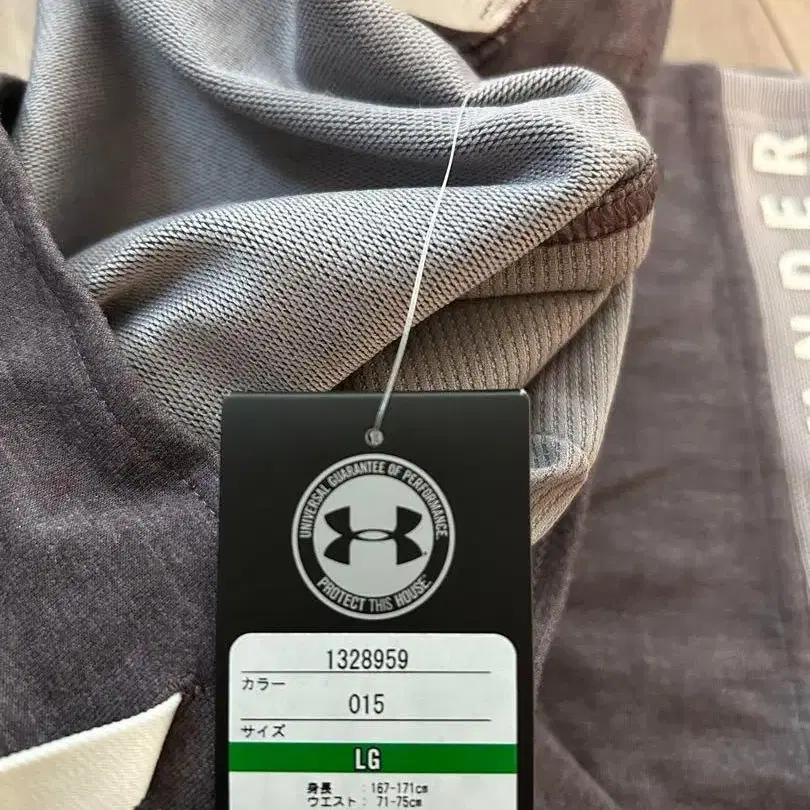 UNDER
UNIVERSAL GUARANTEE OF PERFORMANCE.
PROTECT THIS HOUSE.
1328959
カラー
015
サイズ
LG
身長 : 167-171cm
ウエスト : 71-75cm